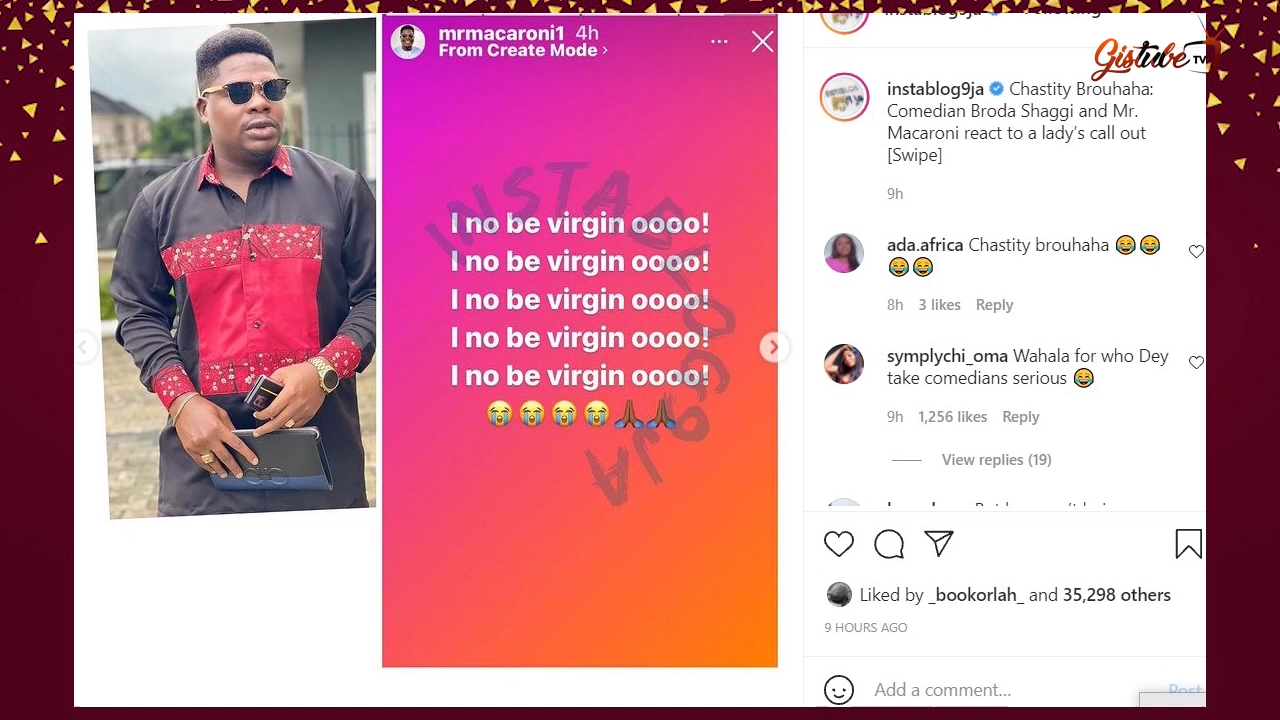 mrmacaroni1 4h
From Create Mode ›
I no be virgin oooo!
I no be virgin oooo!
I no be virgin oooo!
I no be virgin oooo!
I no be virgin oooo!
INSTABLOG9JA
Gistube TV
instablog9ja Chastity Brouhaha:
Comedian Broda Shaggi and Mr.
Macaroni react to a lady’s call out
[Swipe]
9h
ada.africa Chastity brouhaha 😂😂
😂😂
8h 3 likes Reply
symplychi_oma Wahala for who Dey
take comedians serious 😂
9h 1,256 likes Reply
View replies (19)
Liked by _bookorlah_ and 35,298 others
9 HOURS AGO
Add a comment...
Post